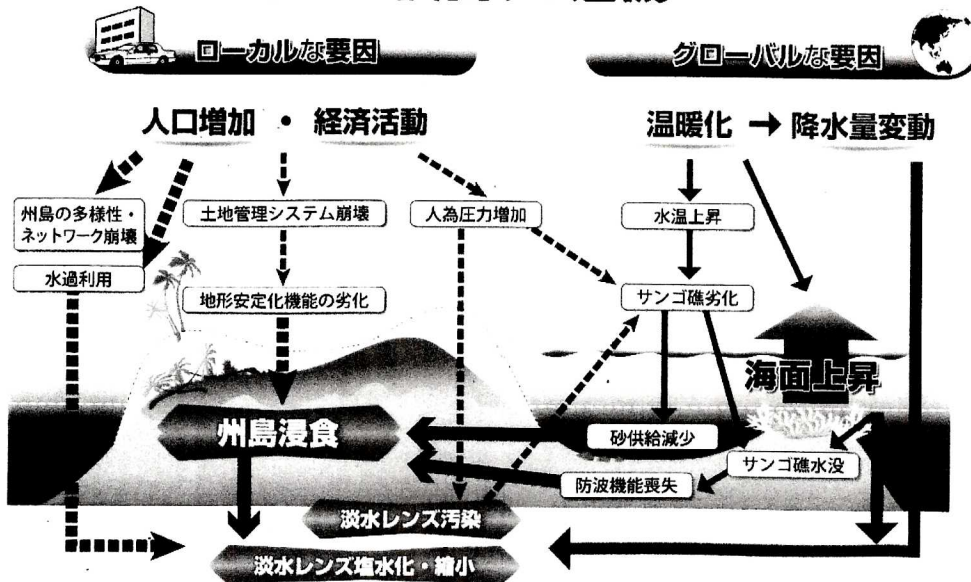 ローカルな要因
グローバルな要因
人口増加 ・ 経済活動
温暖化 → 降水量変動
州島の多様性・
ネットワーク崩壊
土地管理システム崩壊
人為圧力増加
水温上昇
水過利用
地形安定化機能の劣化
サンゴ礁劣化
海面上昇
州島浸食
砂供給減少
サンゴ礁水没
防波機能喪失
淡水レンズ汚染
淡水レンズ塩水化・縮小